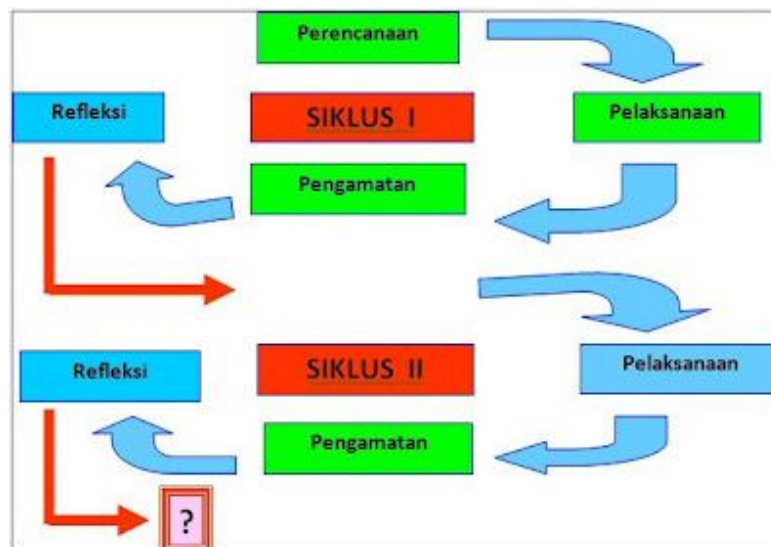 Perencanaan
Refleksi
SIKLUS I
Pelaksanaan
Pengamatan
Refleksi
SIKLUS II
Pelaksanaan
Pengamatan
?